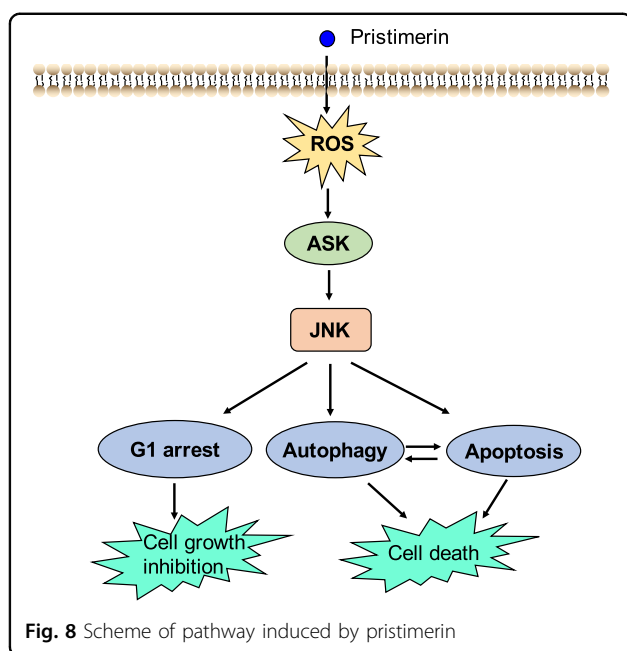 Pristimerin
ROS
ASK
JNK
G1 arrest
Autophagy
Apoptosis
Cell growth
inhibition
Cell death
Fig. 8 Scheme of pathway induced by pristimerin